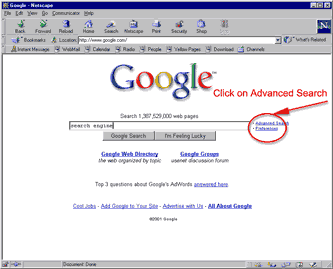 Google - Netscape
File Edit View Go Communicator Help
Back Forward Reload Home Search Netscape Print Security Shop
Bookmarks Location: http://www.google.com/ What's Related
Instant Message WebMail Calendar Radio People Yellow Pages Download Channels
Google
Click on Advanced Search
Search 1,387,529,000 web pages
search engine
Advanced Search
Preferences
Google Search I'm Feeling Lucky
Google Web Directory Google Groups
the web organized by topic usenet discussion forum
Top 3 questions about Google's AdWords answered here
Cool Jobs - Add Google to Your Site - Advertise with Us - All About Google
©2001 Google
Document: Done